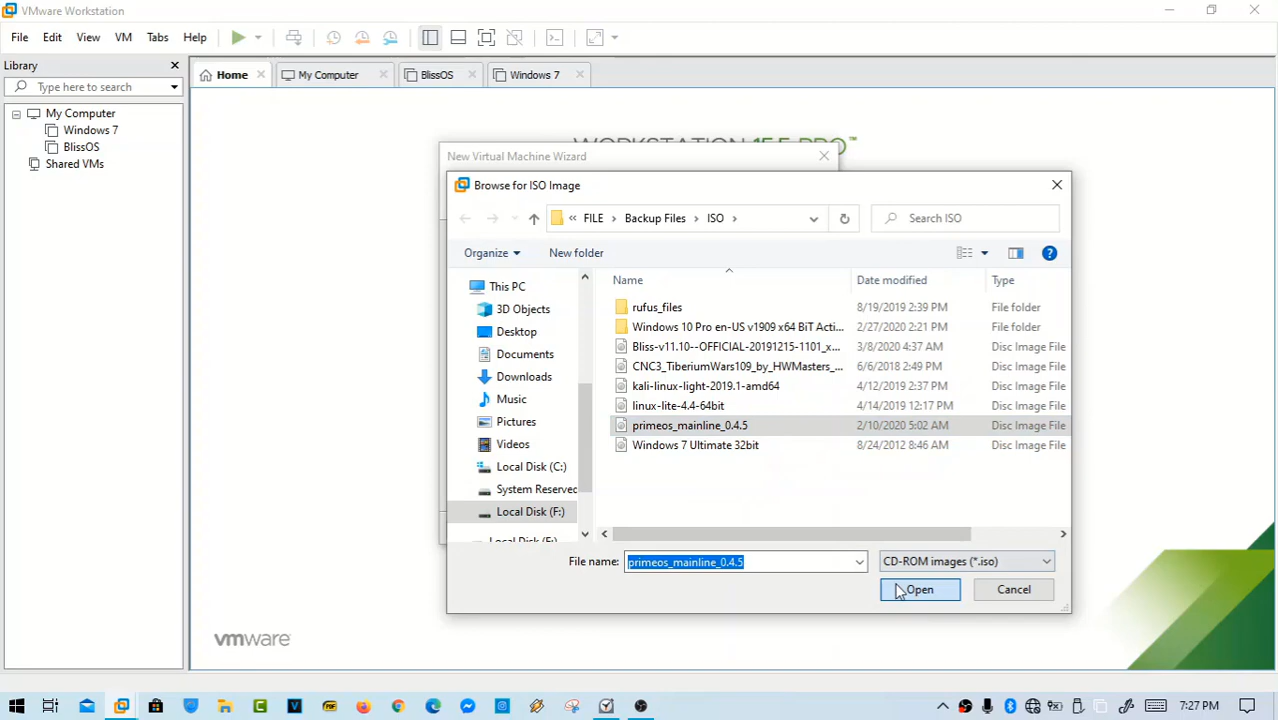 VMware Workstation
File Edit View VM Tabs Help
Library
Type here to search
My Computer
Windows 7
BlissOS
Shared VMs
Home My Computer BlissOS Windows 7
WORKSTATION 15.5 PRO™
New Virtual Machine Wizard
Browse for ISO Image
« FILE › Backup Files › ISO ›
Search ISO
Organize New folder
This PC
3D Objects
Desktop
Documents
Downloads
Music
Pictures
Videos
Local Disk (C:)
System Reserved
Local Disk (F:)
Name Date modified Type
rufus_files 8/19/2019 2:39 PM File folder
Windows 10 Pro en-US v1909 x64 BiT Acti... 2/27/2020 2:21 PM File folder
Bliss-v11.10--OFFICIAL-20191215-1101_x... 3/8/2020 4:37 AM Disc Image File
CNC3_TiberiumWars109_by_HWMasters_... 6/6/2018 2:49 PM Disc Image File
kali-linux-light-2019.1-amd64 4/12/2019 2:37 PM Disc Image File
linux-lite-4.4-64bit 4/14/2019 12:17 PM Disc Image File
primeos_mainline_0.4.5 2/10/2020 5:02 AM Disc Image File
Windows 7 Ultimate 32bit 8/24/2012 8:46 AM Disc Image File
File name: primeos_mainline_0.4.5 CD-ROM images (*.iso)
Open Cancel
vmware
7:27 PM